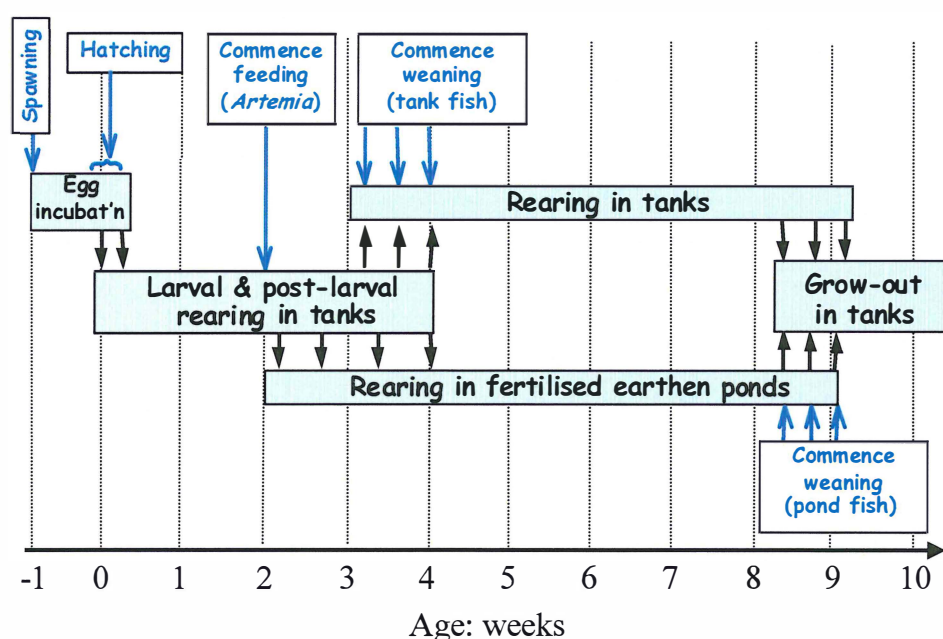 Spawning
Hatching
Commence
feeding
(Artemia)
Commence
weaning
(tank fish)
Egg
incubat'n
Rearing in tanks
Larval & post-larval
rearing in tanks
Grow-out
in tanks
Rearing in fertilised earthen ponds
Commence
weaning
(pond fish)
-1 0 1 2 3 4 5 6 7 8 9 10
Age: weeks